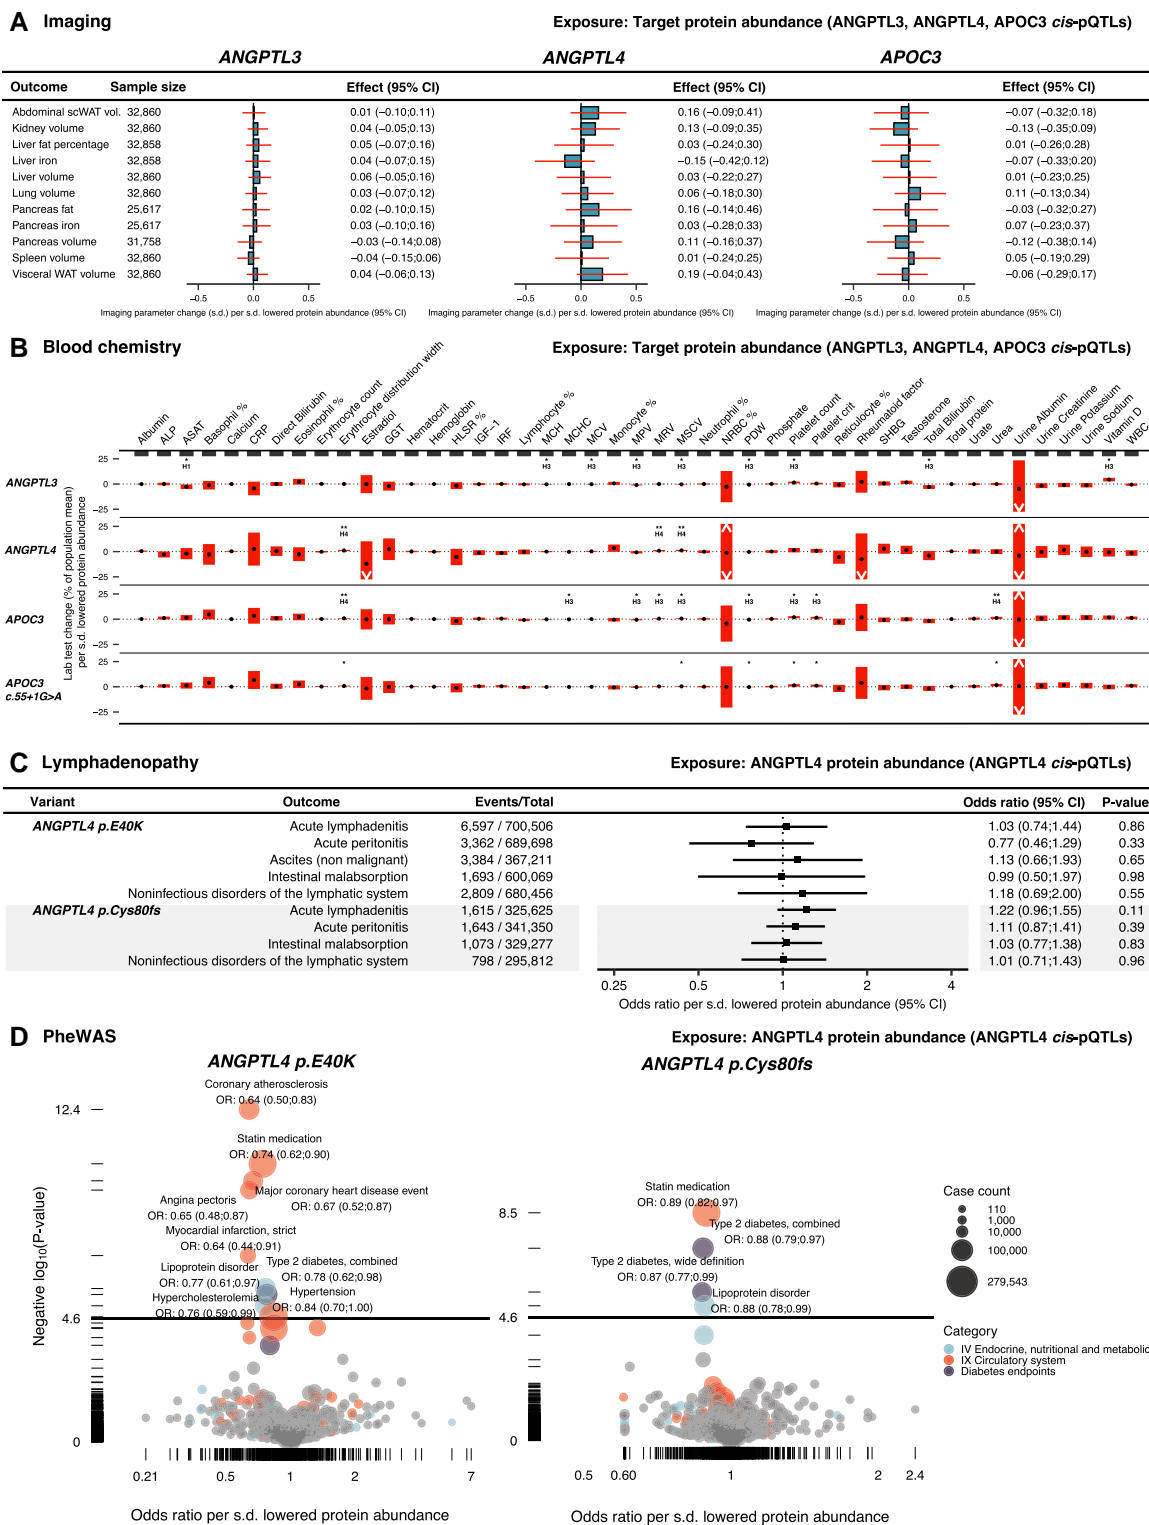 A Imaging Exposure: Target protein abundance (ANGPTL3, ANGPTL4, APOC3 cis-pQTLs)
ANGPTL3 ANGPTL4 APOC3
Outcome Sample size Effect (95% CI) Effect (95% CI) Effect (95% CI)
Abdominal scWAT vol. 32,860 0.01 (−0.10;0.11) 0.16 (−0.09;0.41) −0.07 (−0.32;0.18)
Kidney volume 32,860 0.04 (−0.05;0.13) 0.13 (−0.09;0.35) −0.13 (−0.35;0.09)
Liver fat percentage 32,858 0.05 (−0.07;0.16) 0.03 (−0.24;0.30) 0.01 (−0.26;0.28)
Liver iron 32,858 0.04 (−0.07;0.15) −0.15 (−0.42;0.12) −0.07 (−0.33;0.20)
Liver volume 32,860 0.06 (−0.05;0.16) 0.03 (−0.22;0.27) 0.01 (−0.23;0.25)
Lung volume 32,860 0.03 (−0.07;0.12) 0.06 (−0.18;0.30) 0.11 (−0.13;0.34)
Pancreas fat 25,617 0.02 (−0.10;0.15) 0.16 (−0.14;0.46) −0.03 (−0.32;0.27)
Pancreas iron 25,617 0.03 (−0.10;0.16) 0.03 (−0.28;0.33) 0.07 (−0.23;0.37)
Pancreas volume 31,758 −0.03 (−0.14;0.08) 0.11 (−0.16;0.37) −0.12 (−0.38;0.14)
Spleen volume 32,860 −0.04 (−0.15;0.06) 0.01 (−0.24;0.25) 0.05 (−0.19;0.29)
Visceral WAT volume 32,860 0.04 (−0.06;0.13) 0.19 (−0.04;0.43) −0.06 (−0.29;0.17)
−0.5 0.0 0.5 −0.5 0.0 0.5 −0.5 0.0 0.5
Imaging parameter change (s.d.) per s.d. lowered protein abundance (95% CI) Imaging parameter change (s.d.) per s.d. lowered protein abundance (95% CI) Imaging parameter change (s.d.) per s.d. lowered protein abundance (95% CI)
B Blood chemistry Exposure: Target protein abundance (ANGPTL3, ANGPTL4, APOC3 cis-pQTLs)
Albumin
ALP
ASAT
Basophil %
Calcium
CRP
Direct Bilirubin
Eosinophil %
Erythrocyte count
Erythrocyte distribution width
Estradiol
GGT
Hematocrit
Hemoglobin
HLSR %
IGF−1
IRF
Lymphocyte %
MCH
MCHC
MCV
Monocyte %
MPV
MRV
MSCV
Neutrophil %
NRBC %
PDW
Phosphate
Platelet count
Platelet crit
Reticulocyte %
Rheumatoid factor
SHBG
Testosterone
Total Bilirubin
Total protein
Urate
Urea
Urine Albumin
Urine Creatinine
Urine Potassium
Urine Sodium
Vitamin D
WBC
Lab test change (% of population mean)
per s.d. lowered protein abundance
25 * * * * * * * * *
H1 H3 H3 H3 H3 H3 H3 H3 H3
ANGPTL3 0
−25
25 ** ** **
H4 H4 H4
ANGPTL4 0
−25
25 ** * * * * * * * **
H4 H3 H3 H3 H3 H3 H3 H3 H4
APOC3 0
−25
25 * * * * * *
APOC3 0
c.55+1G>A
−25
C Lymphadenopathy Exposure: ANGPTL4 protein abundance (ANGPTL4 cis-pQTLs)
Variant Outcome Events/Total Odds ratio (95% CI) P-value
ANGPTL4 p.E40K Acute lymphadenitis 6,597 / 700,506 1.03 (0.74;1.44) 0.86
Acute peritonitis 3,362 / 689,698 0.77 (0.46;1.29) 0.33
Ascites (non malignant) 3,384 / 367,211 1.13 (0.66;1.93) 0.65
Intestinal malabsorption 1,693 / 600,069 0.99 (0.50;1.97) 0.98
Noninfectious disorders of the lymphatic system 2,809 / 680,456 1.18 (0.69;2.00) 0.55
ANGPTL4 p.Cys80fs Acute lymphadenitis 1,615 / 325,625 1.22 (0.96;1.55) 0.11
Acute peritonitis 1,643 / 341,350 1.11 (0.87;1.41) 0.39
Intestinal malabsorption 1,073 / 329,277 1.03 (0.77;1.38) 0.83
Noninfectious disorders of the lymphatic system 798 / 295,812 1.01 (0.71;1.43) 0.96
0.25 0.5 1 2 4
Odds ratio per s.d. lowered protein abundance (95% CI)
D PheWAS Exposure: ANGPTL4 protein abundance (ANGPTL4 cis-pQTLs)
ANGPTL4 p.E40K ANGPTL4 p.Cys80fs
Negative log10(P-value)
12.4
4.6
0
Coronary atherosclerosis
OR: 0.64 (0.50;0.83)
Statin medication
OR: 0.74 (0.62;0.90)
Major coronary heart disease event
OR: 0.67 (0.52;0.87)
Angina pectoris
OR: 0.65 (0.48;0.87)
Myocardial infarction, strict
OR: 0.64 (0.44;0.91)
Type 2 diabetes, combined
OR: 0.78 (0.62;0.98)
Lipoprotein disorder
OR: 0.77 (0.61;0.97)
Hypertension
OR: 0.84 (0.70;1.00)
Hypercholesterolemia
OR: 0.76 (0.59;0.99)
0.21 0.5 1 2 7
Odds ratio per s.d. lowered protein abundance
8.5
4.6
0
Statin medication
OR: 0.89 (0.82;0.97)
Type 2 diabetes, combined
OR: 0.88 (0.79;0.97)
Type 2 diabetes, wide definition
OR: 0.87 (0.77;0.99)
Lipoprotein disorder
OR: 0.88 (0.78;0.99)
0.5 0.60 1 2 2.4
Odds ratio per s.d. lowered protein abundance
Case count
110
1,000
10,000
100,000
279,543
Category
IV Endocrine, nutritional and metabolic
IX Circulatory system
Diabetes endpoints